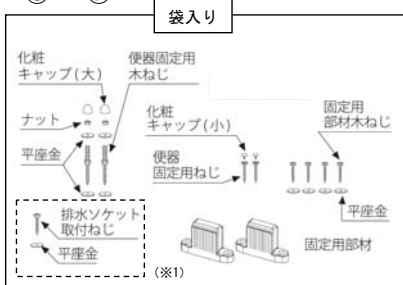 袋入り
化粧
キャップ(大)
便器固定用
木ねじ
ナット
平座金
化粧
キャップ(小)
便器
固定用ねじ
固定用
部材木ねじ
平座金
固定用部材
排水ソケット
取付ねじ
平座金
(※1)